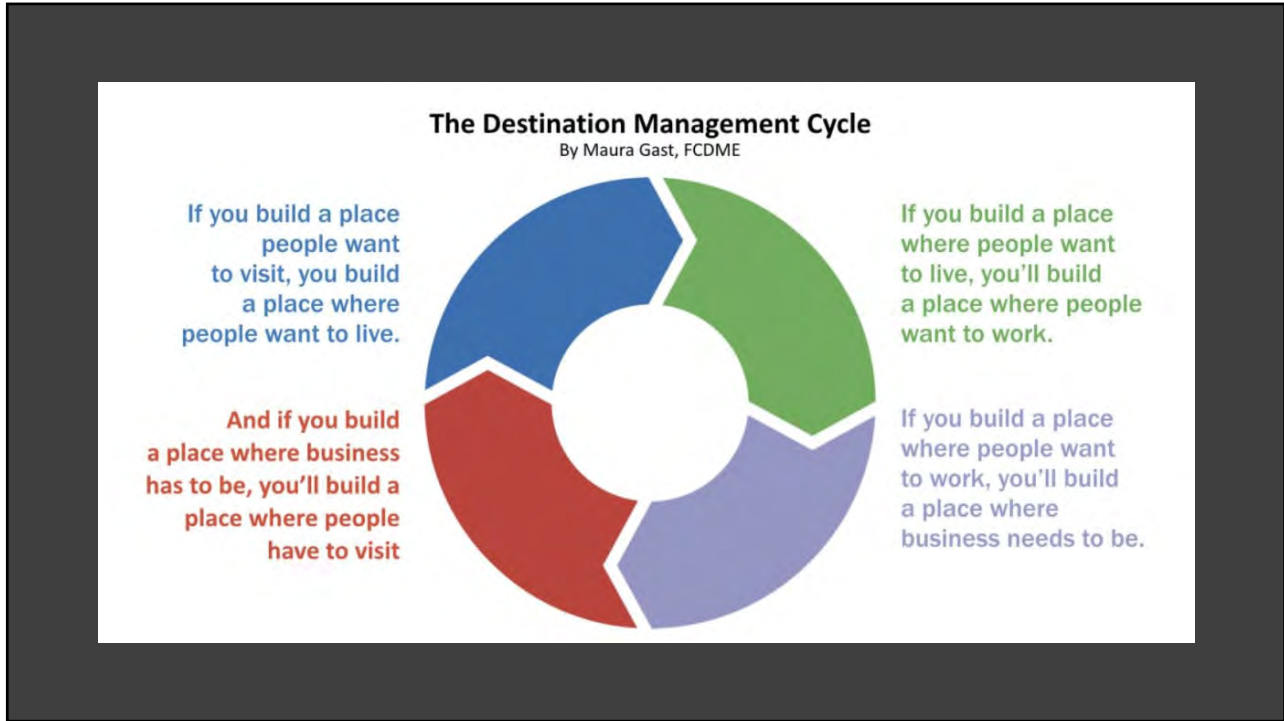 The Destination Management Cycle
By Maura Gast, FCDME
If you build a place
people want
to visit, you build
a place where
people want to live.
If you build a place
where people want
to live, you'll build
a place where people
want to work.
If you build a place
where people want
to work, you'll build
a place where
business needs to be.
And if you build
a place where business
has to be, you'll build a
place where people
have to visit